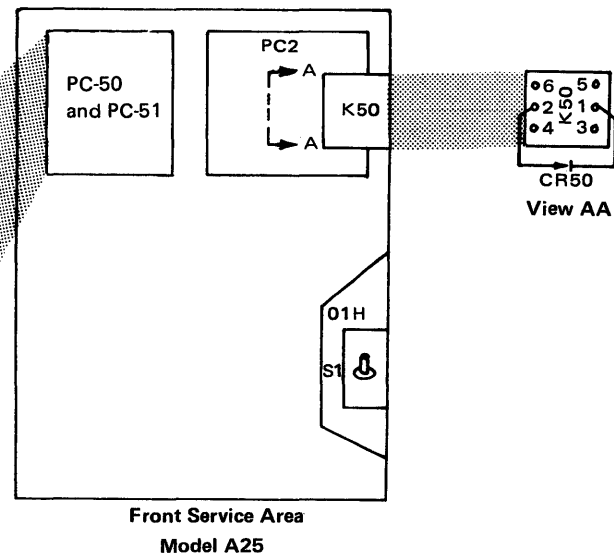 PC-50
and PC-51
PC2
A
A
K50
6 5
2 K50 1
4 3
CR50
View AA
01H
S1
Front Service Area
Model A25